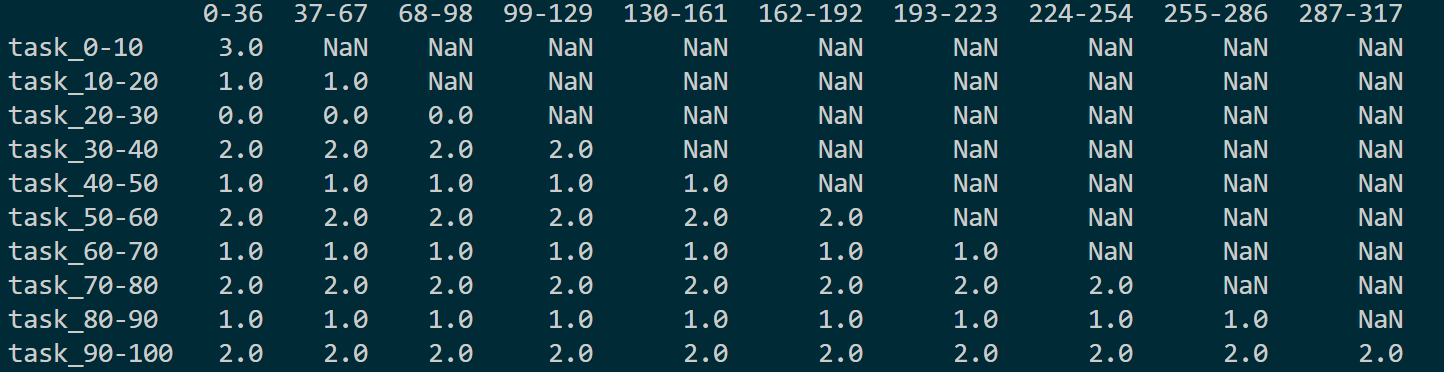 0-36 37-67 68-98 99-129 130-161 162-192 193-223 224-254 255-286 287-317
task_0-10 3.0 NaN NaN NaN NaN NaN NaN NaN NaN NaN
task_10-20 1.0 1.0 NaN NaN NaN NaN NaN NaN NaN NaN
task_20-30 0.0 0.0 0.0 NaN NaN NaN NaN NaN NaN NaN
task_30-40 2.0 2.0 2.0 2.0 NaN NaN NaN NaN NaN NaN
task_40-50 1.0 1.0 1.0 1.0 1.0 NaN NaN NaN NaN NaN
task_50-60 2.0 2.0 2.0 2.0 2.0 2.0 NaN NaN NaN NaN
task_60-70 1.0 1.0 1.0 1.0 1.0 1.0 1.0 NaN NaN NaN
task_70-80 2.0 2.0 2.0 2.0 2.0 2.0 2.0 2.0 NaN NaN
task_80-90 1.0 1.0 1.0 1.0 1.0 1.0 1.0 1.0 1.0 NaN
task_90-100 2.0 2.0 2.0 2.0 2.0 2.0 2.0 2.0 2.0 2.0